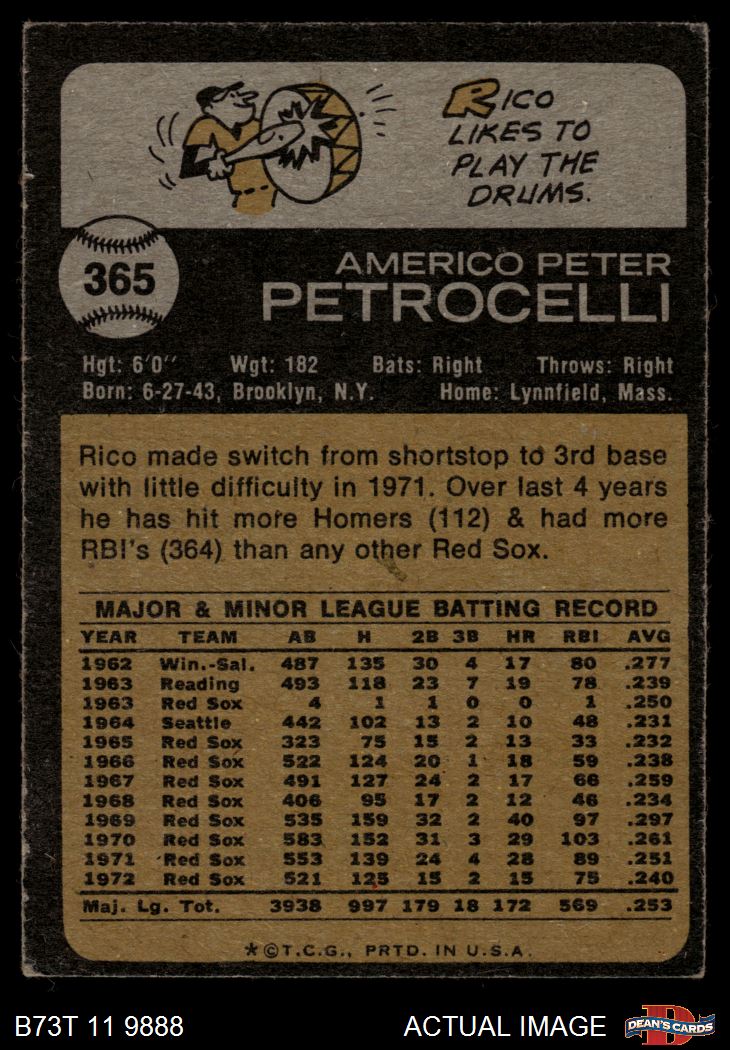 RICO
LIKES TO
PLAY THE
DRUMS.
365
AMERICO PETER
PETROCELLI
Hgt: 6'0" Wgt: 182 Bats: Right Throws: Right
Born: 6-27-43, Brooklyn, N.Y. Home: Lynnfield, Mass.
Rico made switch from shortstop to 3rd base
with little difficulty in 1971. Over last 4 years
he has hit more Homers (112) & had more
RBI's (364) than any other Red Sox.
MAJOR & MINOR LEAGUE BATTING RECORD
YEAR TEAM AB H 2B 3B HR RBI AVG
1962 Win.-Sal. 487 135 30 4 17 80 .277
1963 Reading 493 118 23 7 19 78 .239
1963 Red Sox 4 1 1 0 0 1 .250
1964 Seattle 442 102 13 2 10 48 .231
1965 Red Sox 323 75 15 2 13 33 .232
1966 Red Sox 522 124 20 1 18 59 .238
1967 Red Sox 491 127 24 2 17 66 .259
1968 Red Sox 406 95 17 2 12 46 .234
1969 Red Sox 535 159 32 2 40 97 .297
1970 Red Sox 583 152 31 3 29 103 .261
1971 Red Sox 553 139 24 4 28 89 .251
1972 Red Sox 521 125 15 2 15 75 .240
Maj. Lg. Tot. 3938 997 179 18 172 569 .253
*©T.C.G., PRTD. IN U.S.A.
B73T 11 9888 ACTUAL IMAGE D DEAN'S CARDS